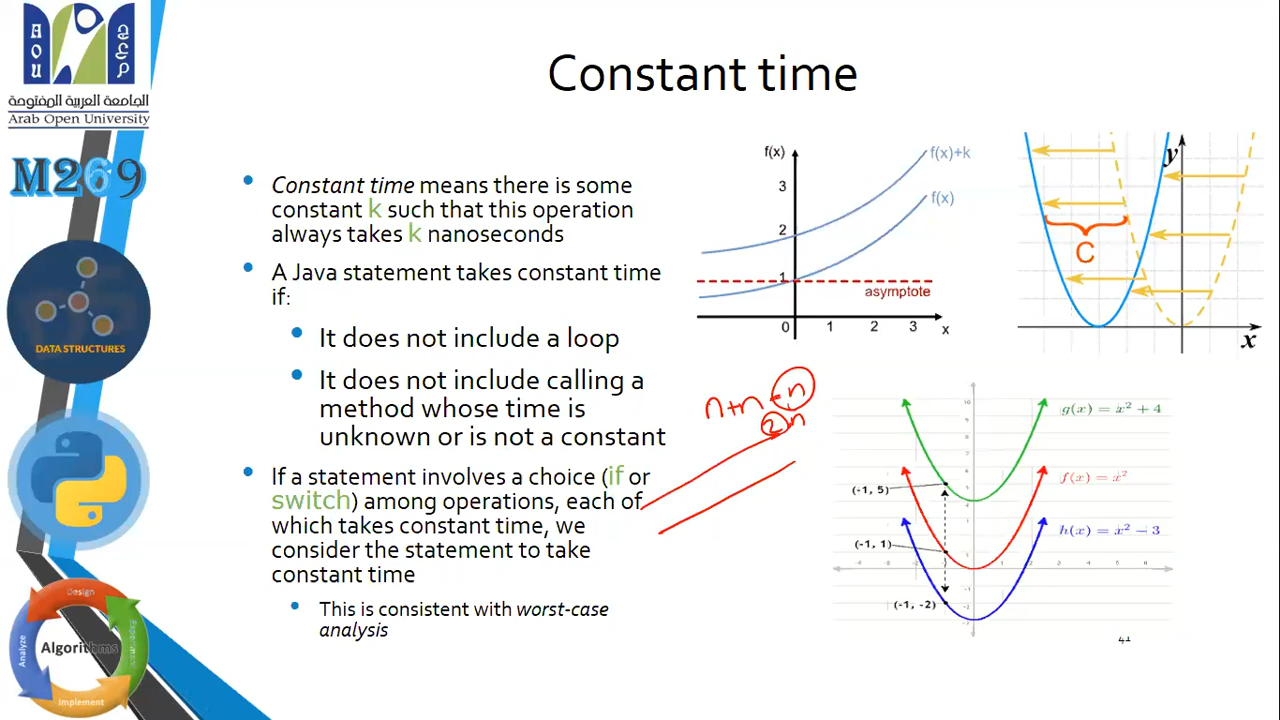 AOU
جامعة
الجامعة العربية المفتوحة
Arab Open University
M269
DATA STRUCTURES
Design
Experience
Analyze
Algorithms
Implement
Constant time
• Constant time means there is some
constant k such that this operation
always takes k nanoseconds
• A Java statement takes constant time
if:
• It does not include a loop
• It does not include calling a
method whose time is
unknown or is not a constant
• If a statement involves a choice (if or
switch) among operations, each of
which takes constant time, we
consider the statement to take
constant time
• This is consistent with worst-case
analysis
f(x)
f(x)+k
f(x)
3
2
1
asymptote
0 1 2 3 x
y
C
x
n+n
n
2n
g(x) = x² + 4
f(x) = x²
h(x) = x² − 3
(-1, 5)
(-1, 1)
(-1, -2)
41